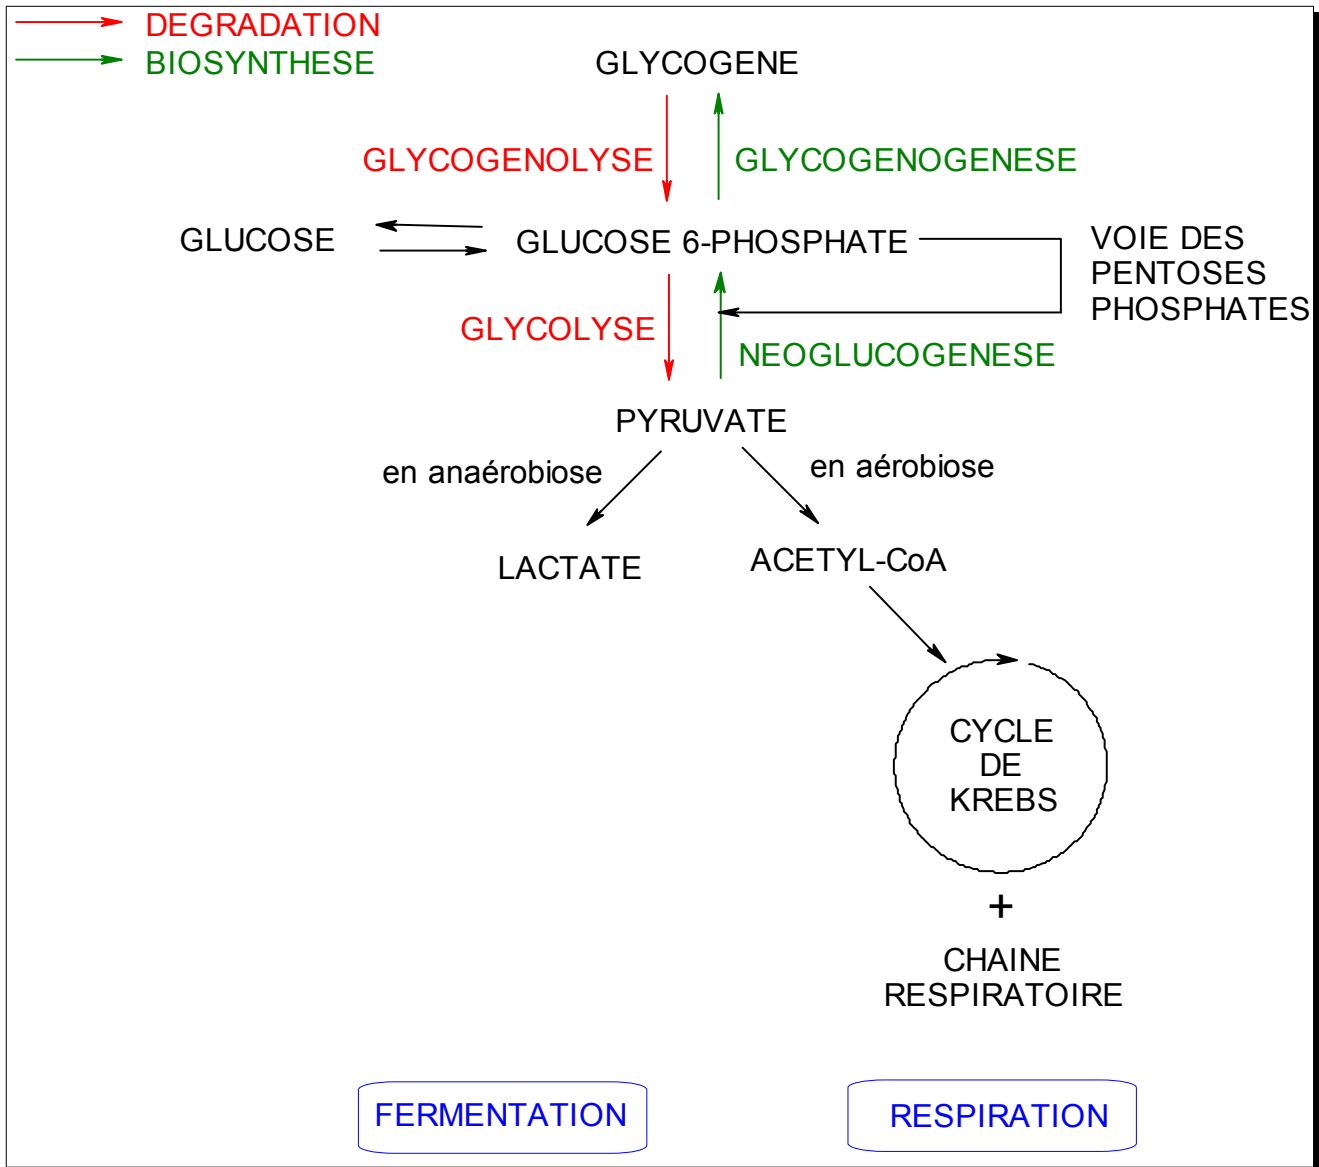 DEGRADATION
BIOSYNTHESE
GLYCOGENE
GLYCOGENOLYSE
GLYCOGENOGENESE
GLUCOSE
GLUCOSE 6-PHOSPHATE
VOIE DES
PENTOSES
PHOSPHATES
GLYCOLYSE
NEOGLUCOGENESE
PYRUVATE
en anaérobiose
en aérobiose
LACTATE
ACETYL-CoA
CYCLE
DE
KREBS
+
CHAINE
RESPIRATOIRE
FERMENTATION
RESPIRATION